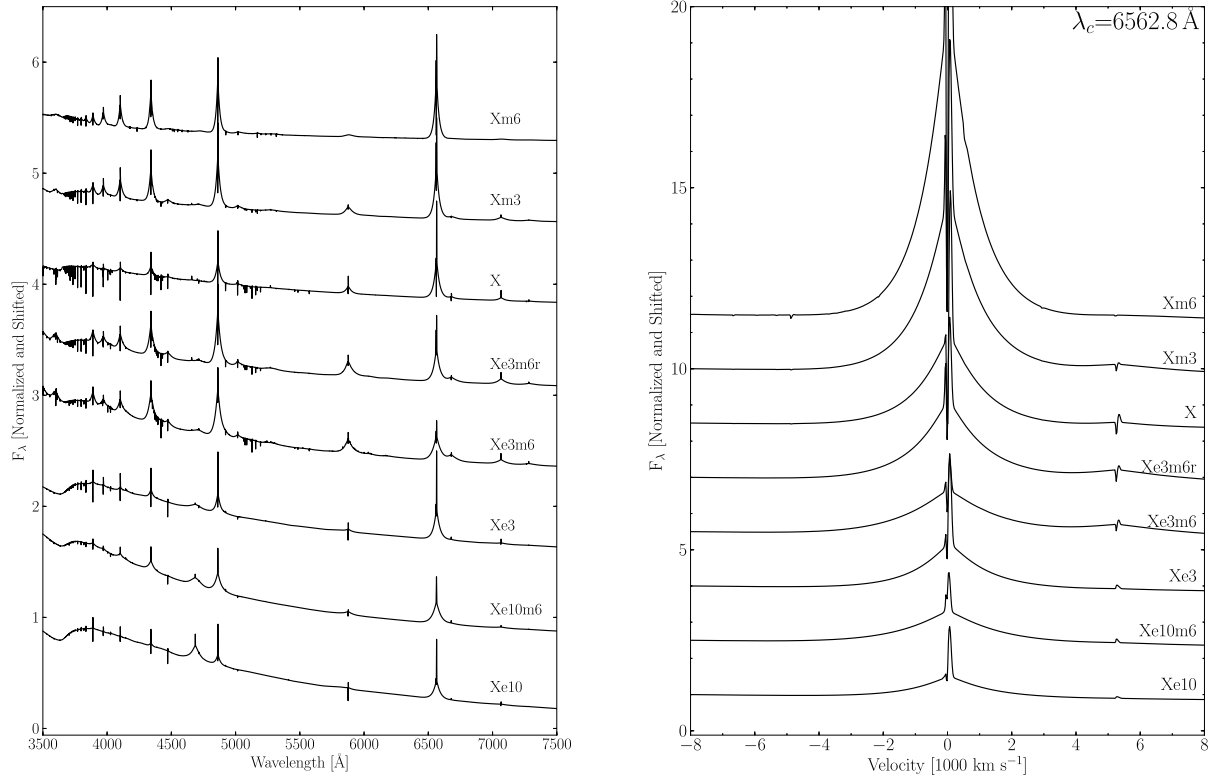 6
5
4
3
2
1
0
F_λ [Normalized and Shifted]
Xm6
Xm3
X
Xe3m6r
Xe3m6
Xe3
Xe10m6
Xe10
3500 4000 4500 5000 5500 6000 6500 7000 7500
Wavelength [Å]
λ_c=6562.8 Å
20
15
10
5
0
F_λ [Normalized and Shifted]
Xm6
Xm3
X
Xe3m6r
Xe3m6
Xe3
Xe10m6
Xe10
−8 −6 −4 −2 0 2 4 6 8
Velocity [1000 km s⁻¹]